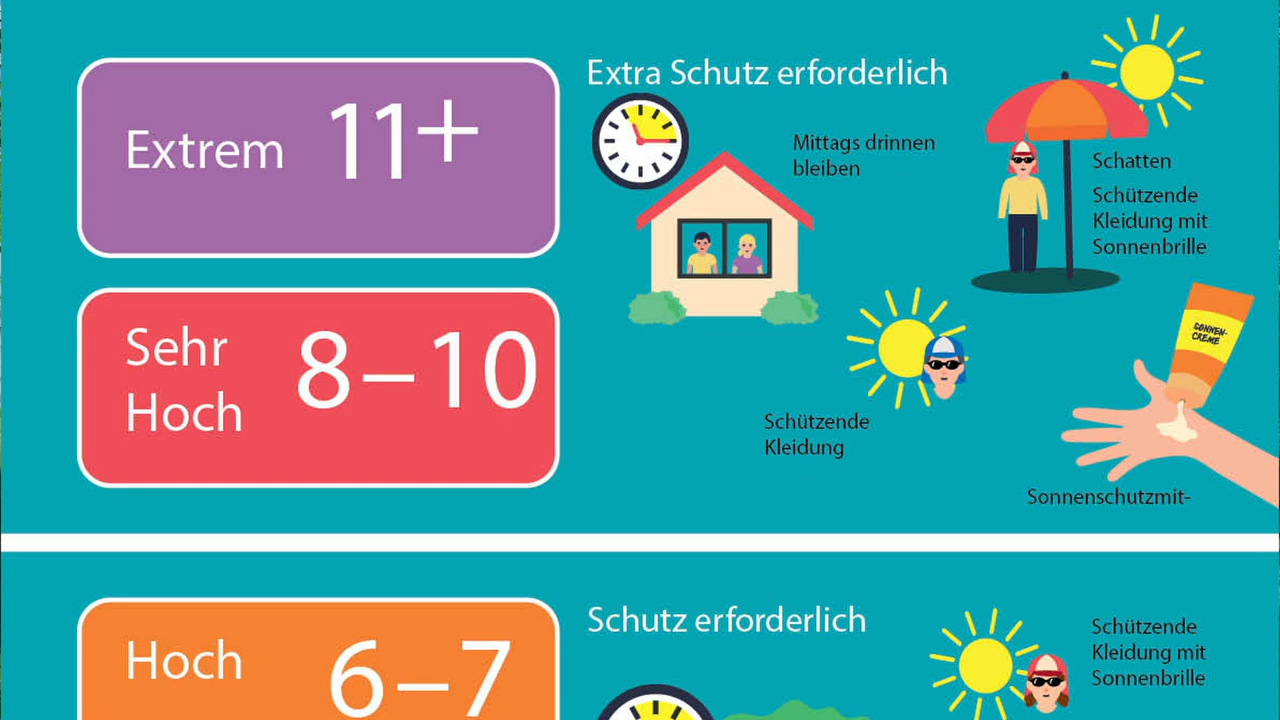 Extra Schutz erforderlich
Extrem 11+
Mittags drinnen
bleiben
Schatten
Schützende
Kleidung mit
Sonnenbrille
Sehr
Hoch
8–10
SONNEN-
CREME
Schützende
Kleidung
Sonnenschutzmit-
Schutz erforderlich
Hoch 6–7
Schützende
Kleidung mit
Sonnenbrille